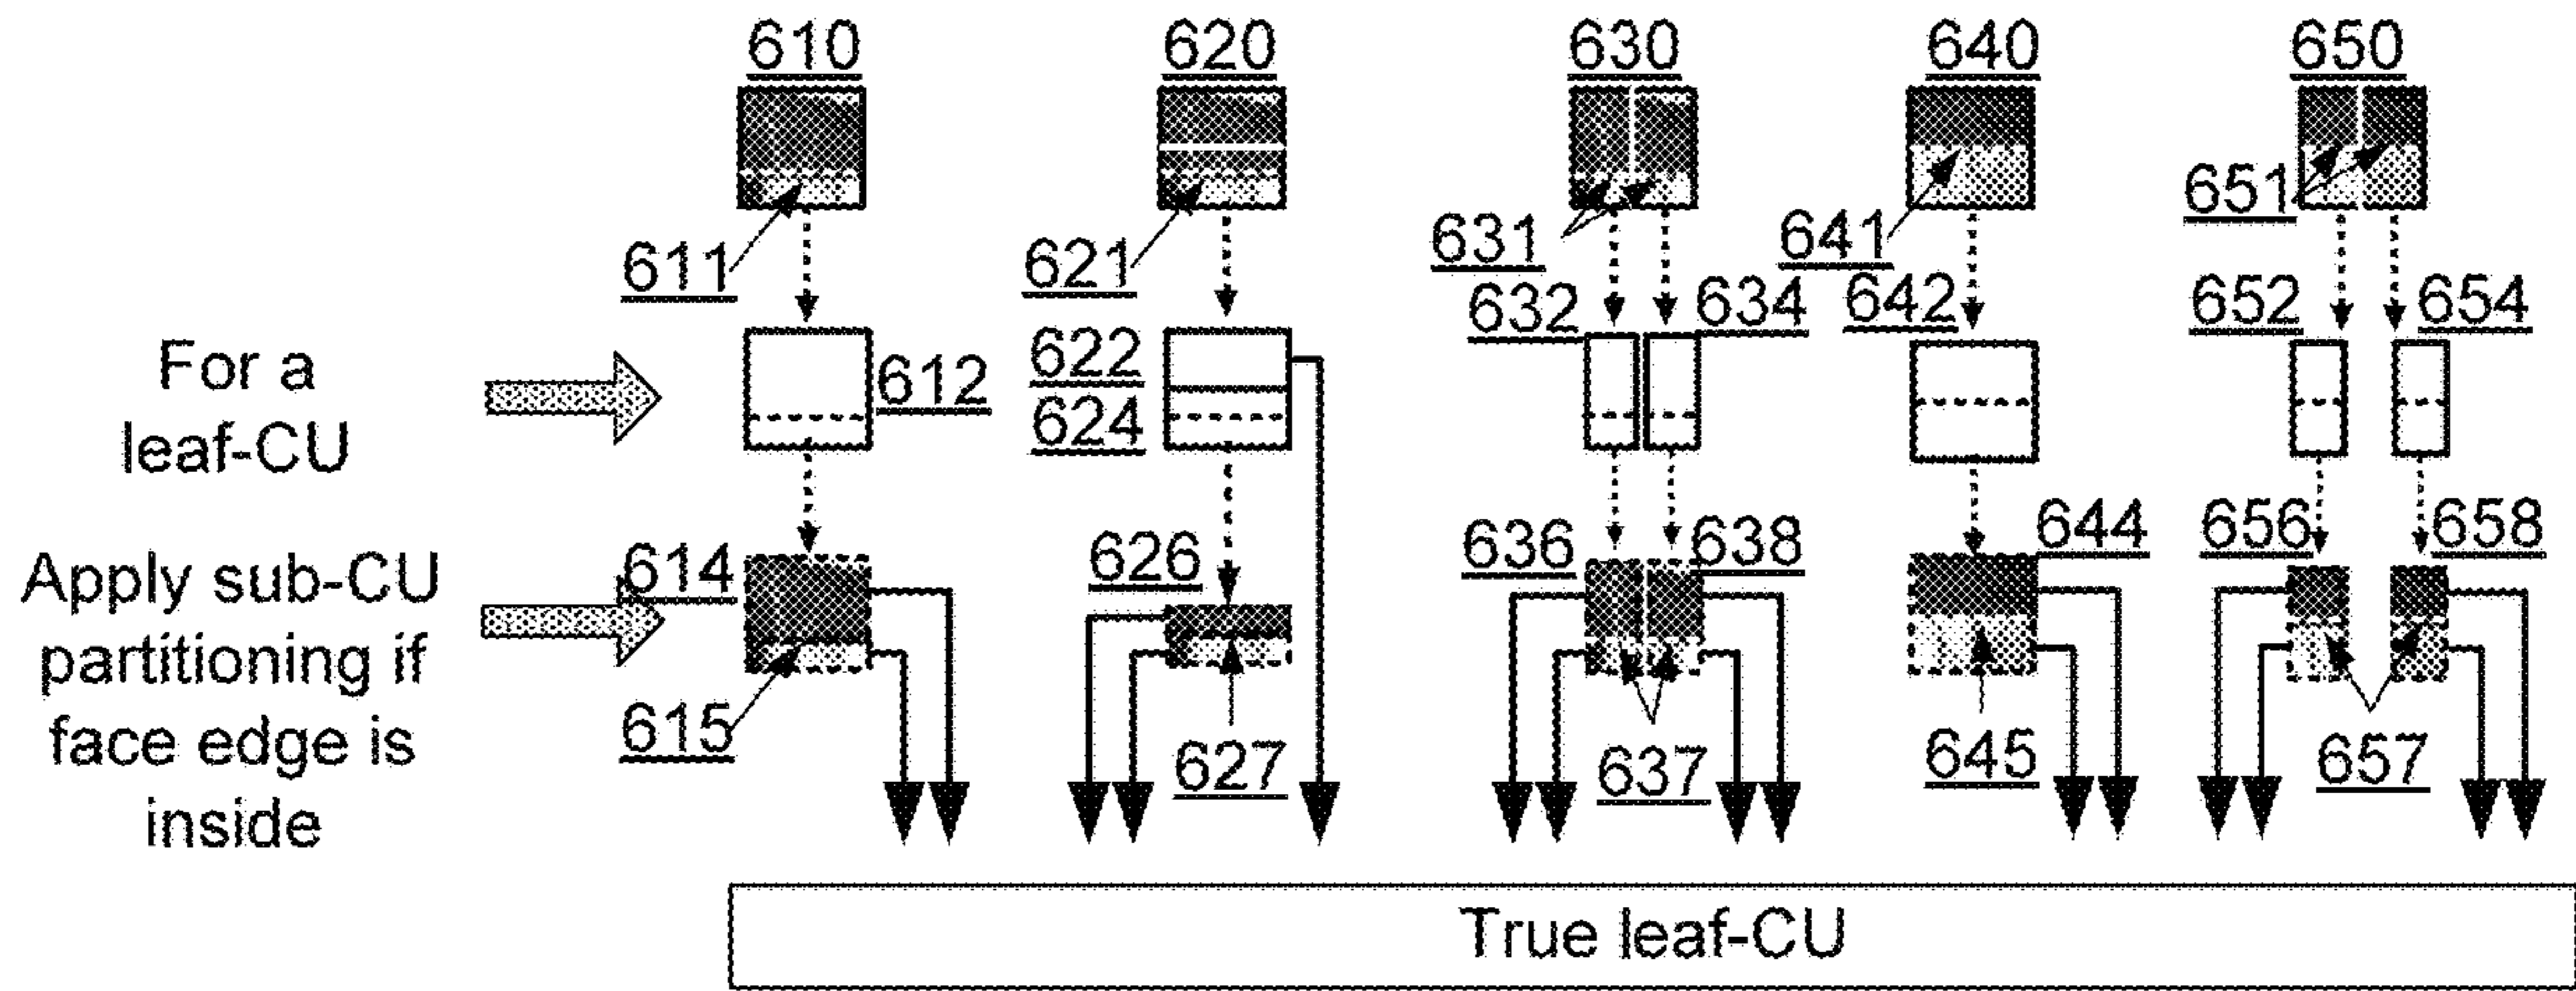 610 620 630 640 650
651
611 621 631 641
632 634 642 652 654
For a
leaf-CU
612
622
624
Apply sub-CU
partitioning if
face edge is
inside
614 626 636 638 644 656 658
615 627 637 645 657
True leaf-CU